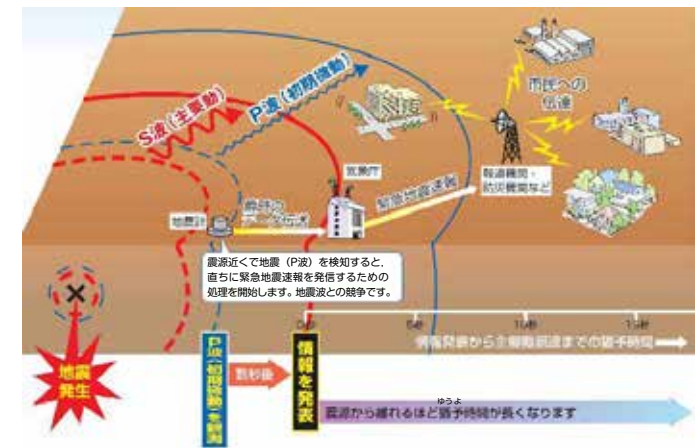 S波（主要動）
P波（初期微動）
市民への
伝達
気象庁
緊急地震速報
報道機関・
防災機関など
地震計
瞬時の
データ伝送
震源近くで地震（P波）を検知すると、
直ちに緊急地震速報を発信するための
処理を開始します。地震波との競争です。
0秒
5秒
10秒
15秒
情報発表から主要動到達までの猶予時間
地震
発生
P波（初期微動）を観測
数秒後
情報を発表
ゆうよ
震源から離れるほど猶予時間が長くなります